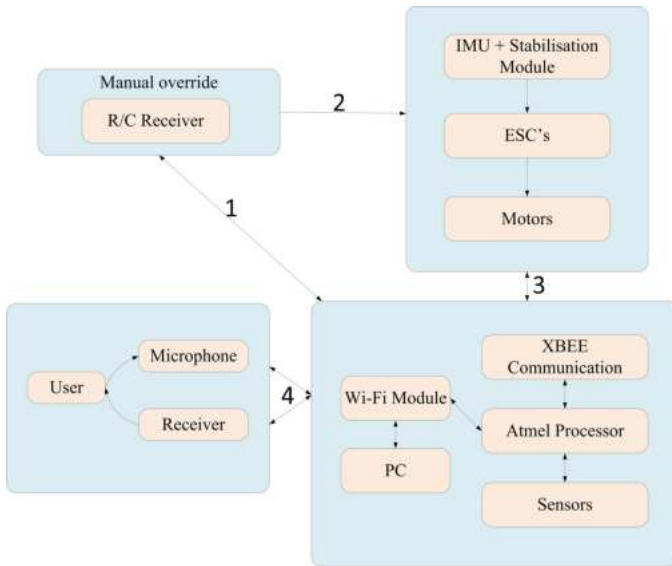 IMU + Stabilisation
Module
Manual override
2
R/C Receiver
ESC's
1
Motors
3
Microphone
XBEE
Communication
User
4
Wi-Fi Module
Receiver
Atmel Processor
PC
Sensors